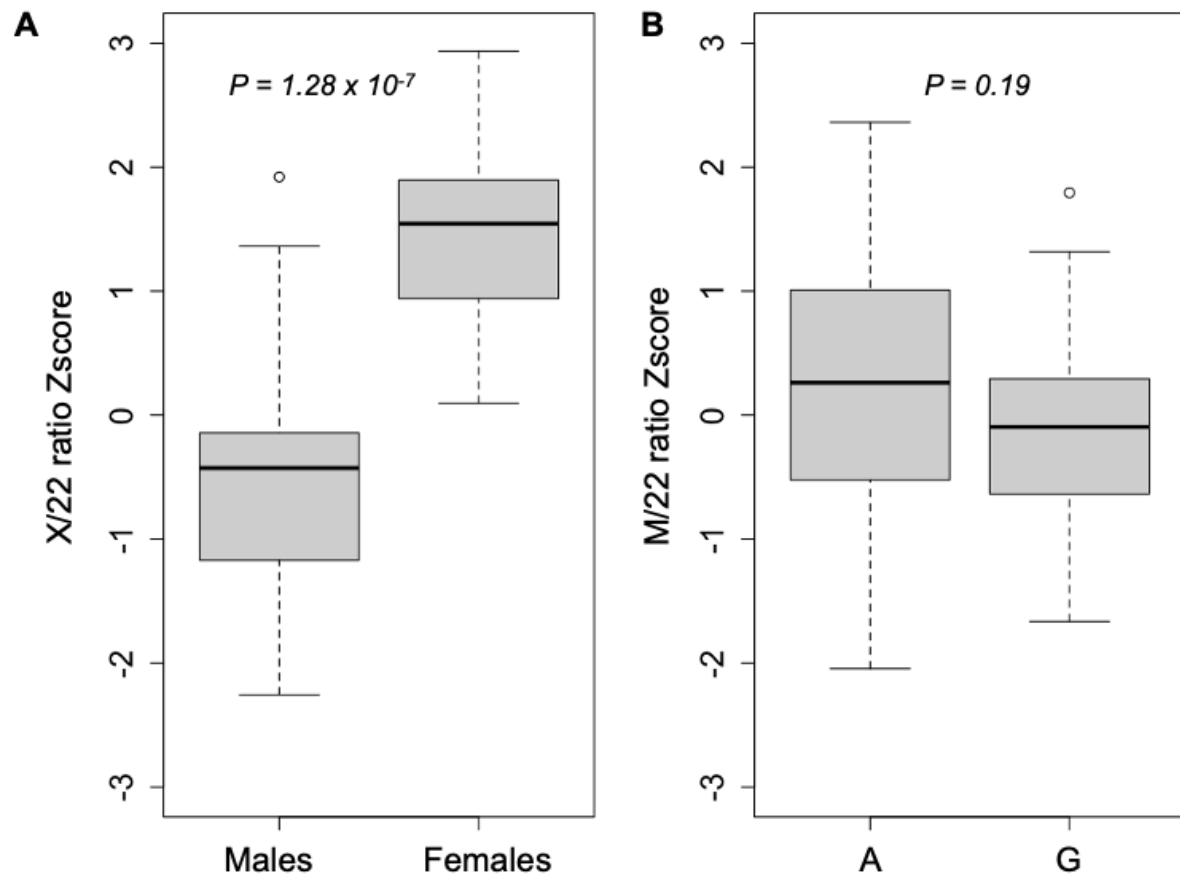 A
P = 1.28 x 10-7
X/22 ratio Zscore
3
2
1
0
-1
-2
-3
Males Females
B
P = 0.19
M/22 ratio Zscore
3
2
1
0
-1
-2
-3
A G